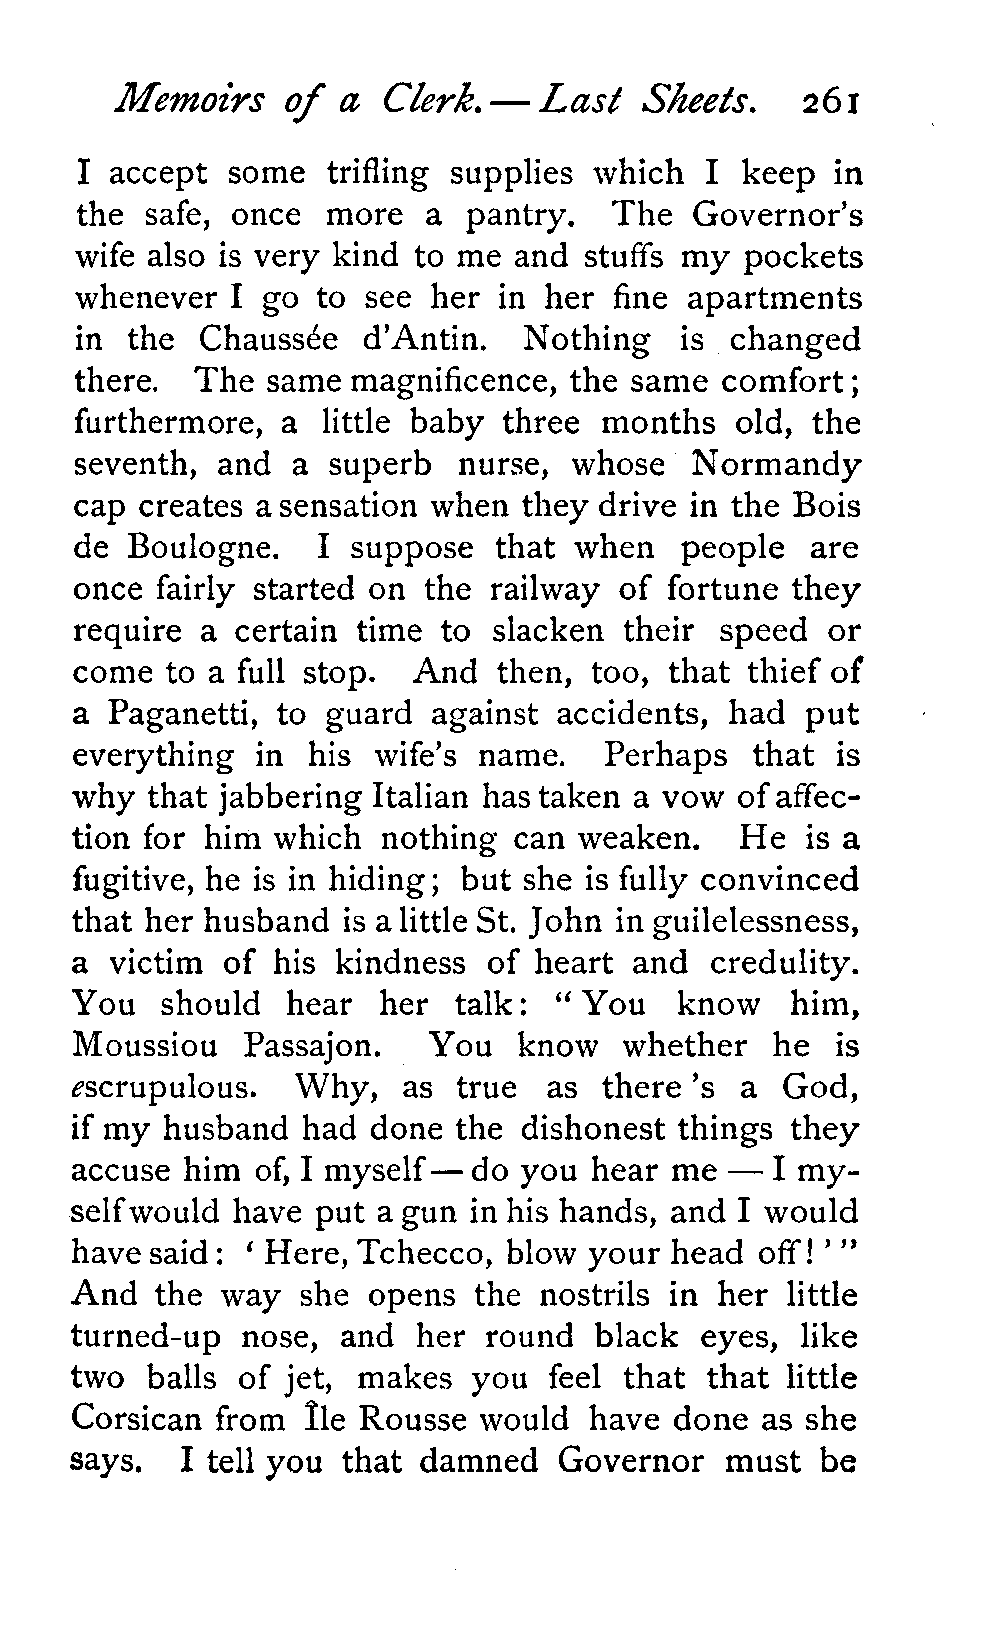 Memoirs of a Clerk. — Last Sheets. 261
I accept some trifling supplies which I keep in
the safe, once more a pantry. The Governor's
wife also is very kind to me and stuffs my pockets
whenever I go to see her in her fine apartments
in the Chaussée d'Antin. Nothing is changed
there. The same magnificence, the same comfort;
furthermore, a little baby three months old, the
seventh, and a superb nurse, whose Normandy
cap creates a sensation when they drive in the Bois
de Boulogne. I suppose that when people are
once fairly started on the railway of fortune they
require a certain time to slacken their speed or
come to a full stop. And then, too, that thief of
a Paganetti, to guard against accidents, had put
everything in his wife's name. Perhaps that is
why that jabbering Italian has taken a vow of affec-
tion for him which nothing can weaken. He is a
fugitive, he is in hiding; but she is fully convinced
that her husband is a little St. John in guilelessness,
a victim of his kindness of heart and credulity.
You should hear her talk: "You know him,
Moussiou Passajon. You know whether he is
escrupulous. Why, as true as there 's a God,
if my husband had done the dishonest things they
accuse him of, I myself — do you hear me — I my-
self would have put a gun in his hands, and I would
have said: 'Here, Tchecco, blow your head off!'"
And the way she opens the nostrils in her little
turned-up nose, and her round black eyes, like
two balls of jet, makes you feel that that little
Corsican from Île Rousse would have done as she
says. I tell you that damned Governor must be